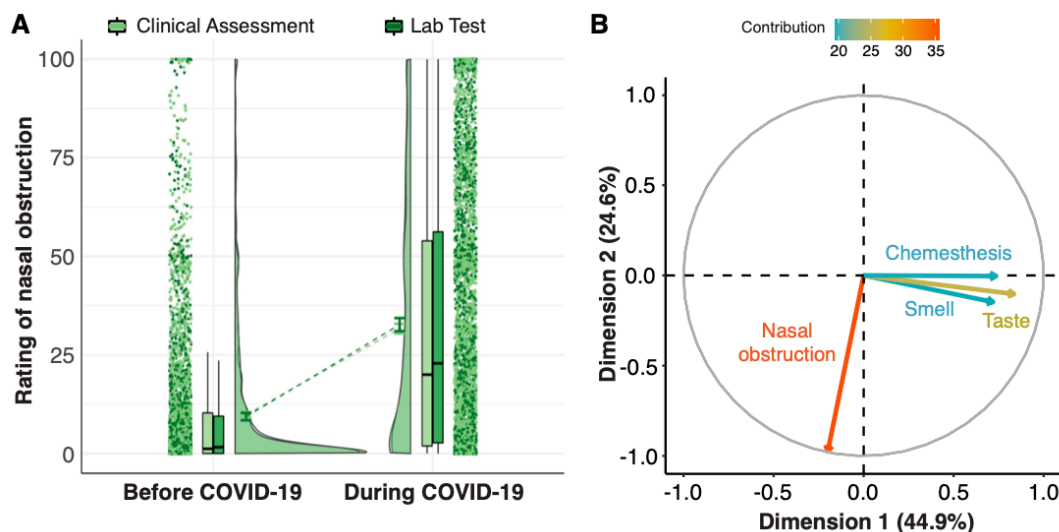 A
Clinical Assessment
Lab Test
Rating of nasal obstruction
100
75
50
25
0
Before COVID-19
During COVID-19
B
Contribution
20 25 30 35
Dimension 2 (24.6%)
1.0
0.5
0.0
-0.5
-1.0
Chemesthesis
Smell
Taste
Nasal
obstruction
-1.0 -0.5 0.0 0.5 1.0
Dimension 1 (44.9%)